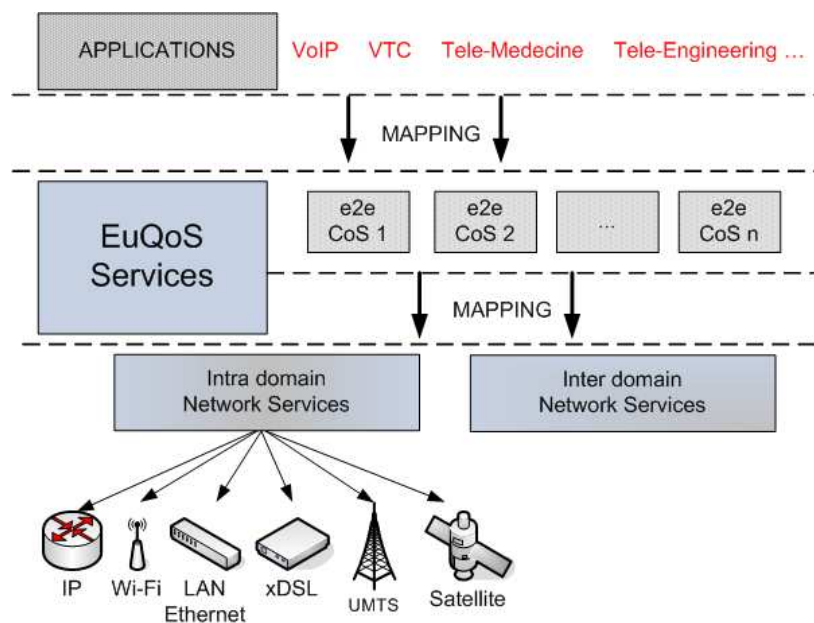 APPLICATIONS VoIP VTC Tele-Medecine Tele-Engineering ...
MAPPING
EuQoS
Services
e2e
CoS 1
e2e
CoS 2
...
e2e
CoS n
MAPPING
Intra domain
Network Services
Inter domain
Network Services
IP
Wi-Fi
LAN
Ethernet
xDSL
UMTS
Satellite